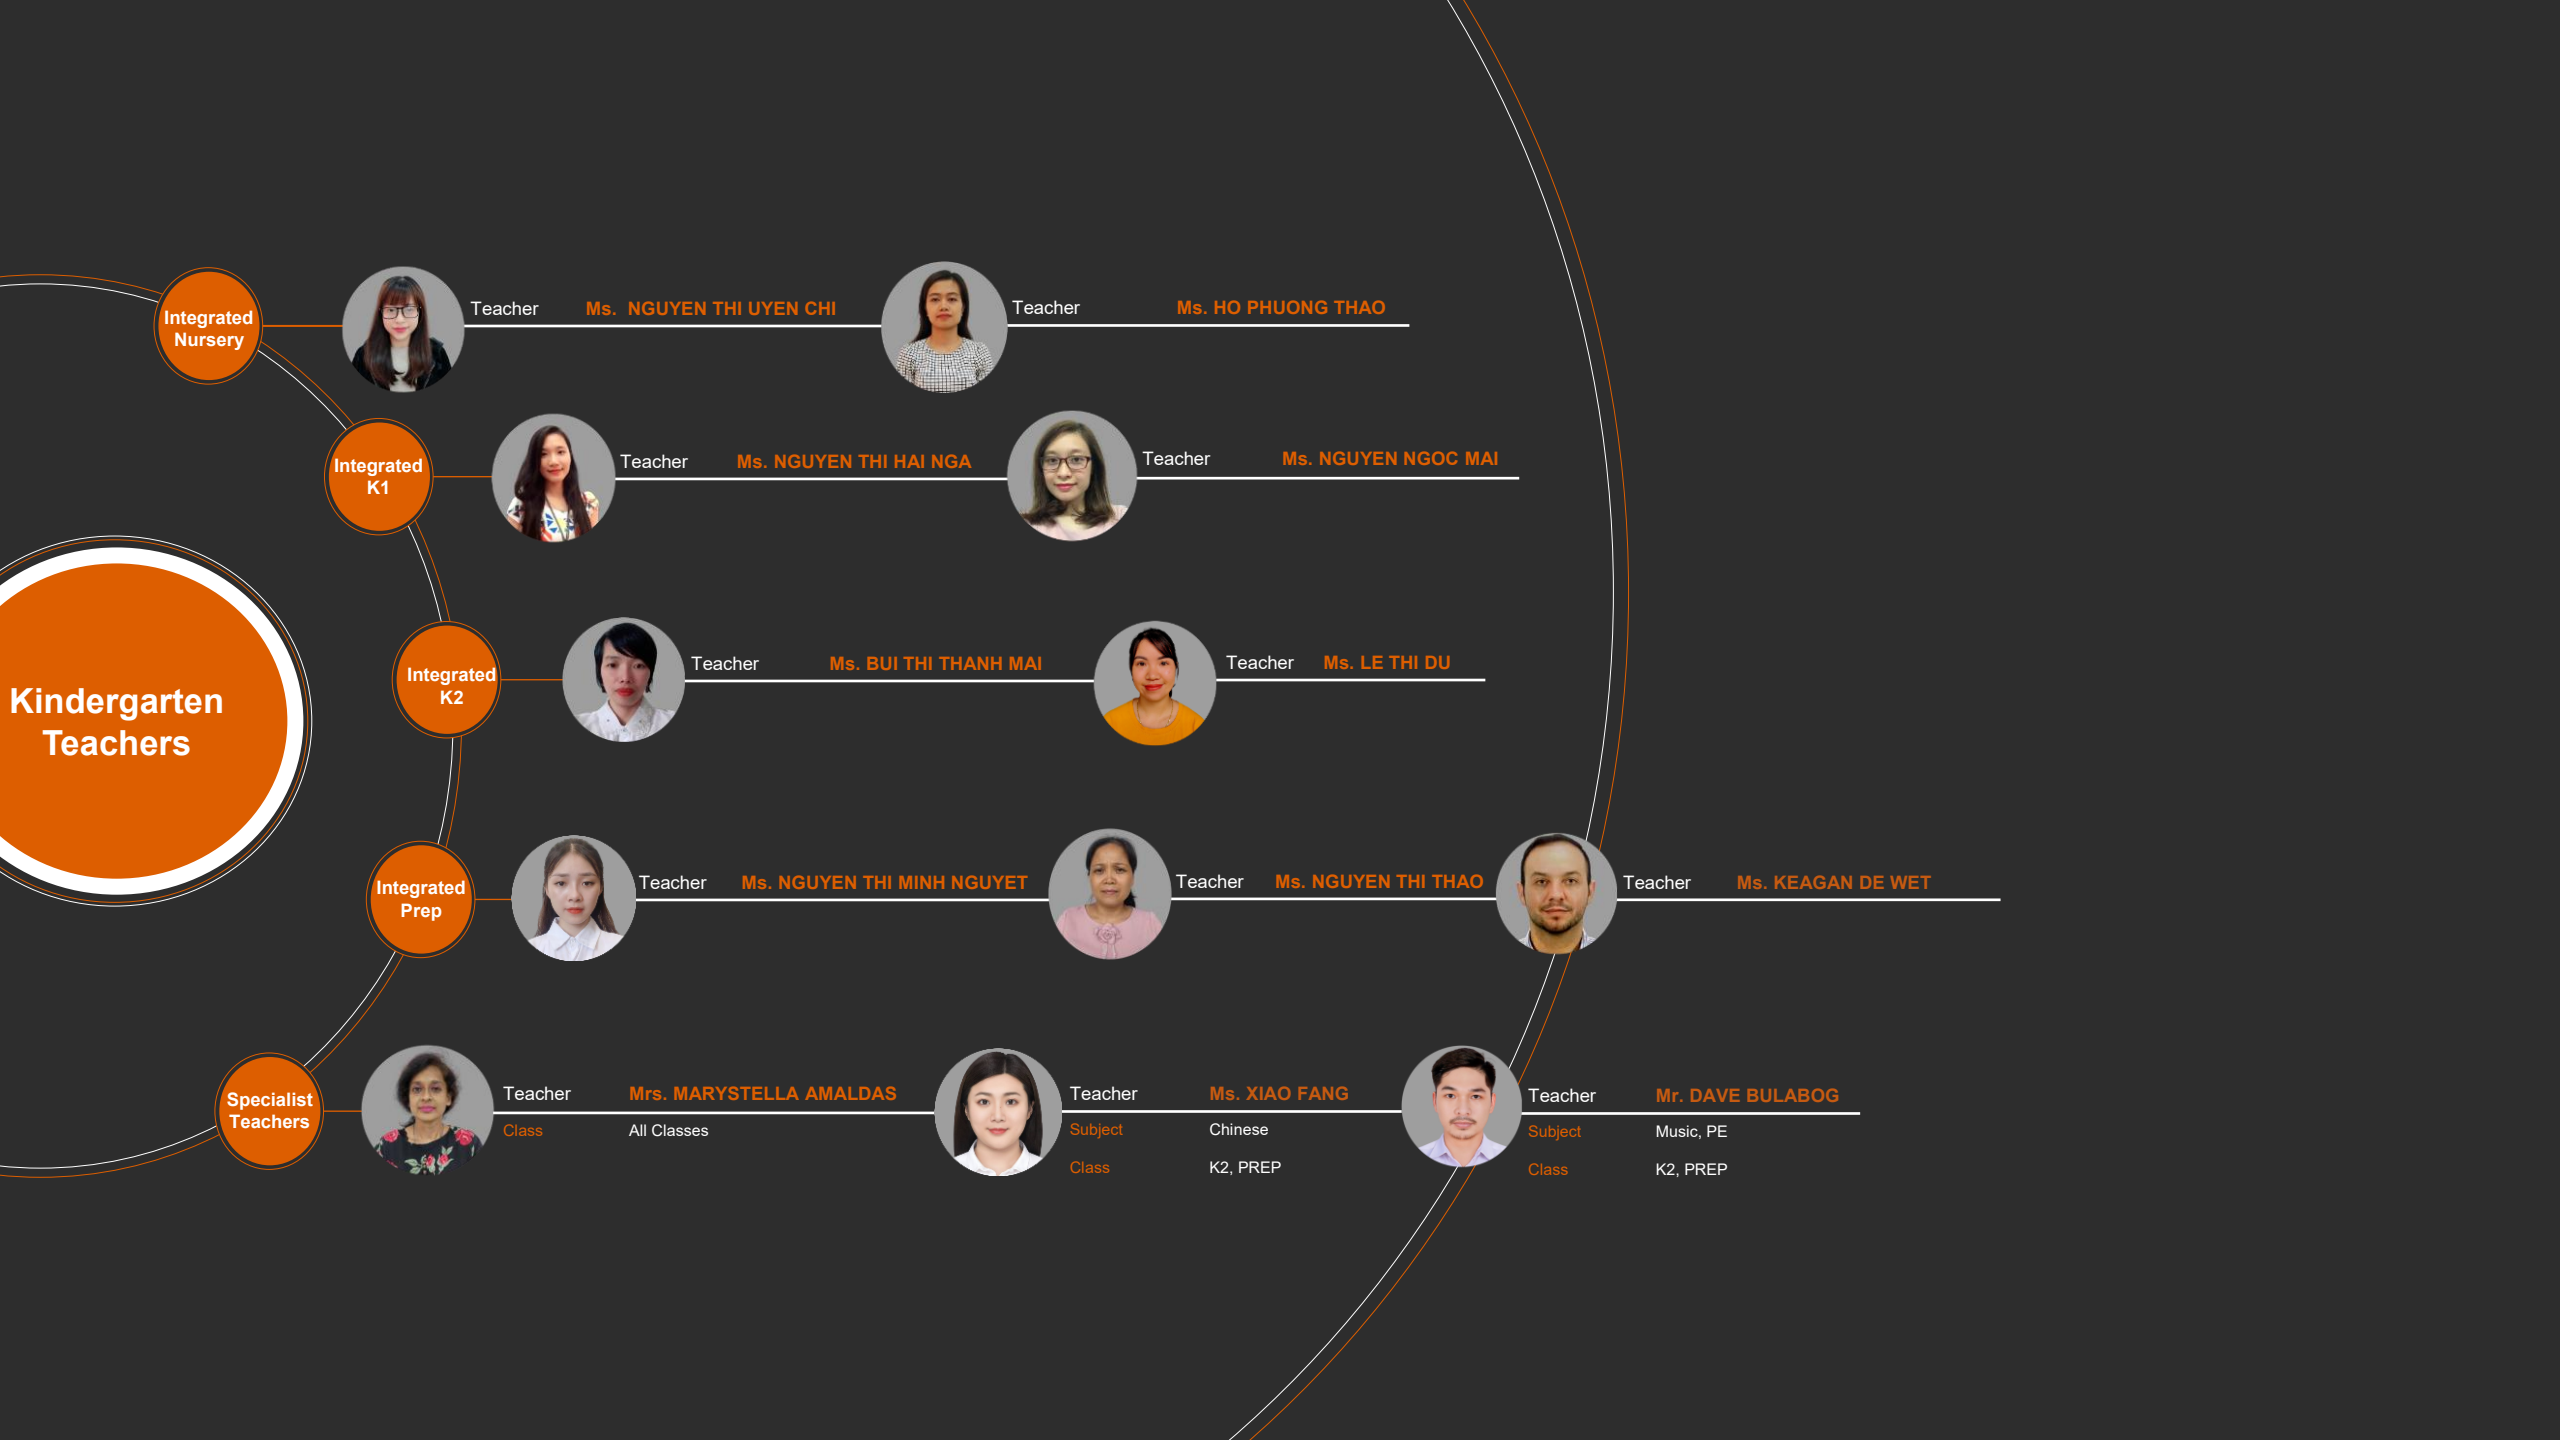 Integrated
Nursery
Teacher Ms. NGUYEN THI UYEN CHI
Teacher Ms. HO PHUONG THAO
Integrated
K1
Teacher Ms. NGUYEN THI HAI NGA
Teacher Ms. NGUYEN NGOC MAI
Kindergarten
Teachers
Integrated
K2
Teacher Ms. BUI THI THANH MAI
Teacher Ms. LE THI DU
Integrated
Prep
Teacher Ms. NGUYEN THI MINH NGUYET
Teacher Ms. NGUYEN THI THAO
Teacher Ms. KEAGAN DE WET
Specialist
Teachers
Teacher Mrs. MARYSTELLA AMALDAS
Class All Classes
Teacher Ms. XIAO FANG
Subject Chinese
Class K2, PREP
Teacher Mr. DAVE BULABOG
Subject Music, PE
Class K2, PREP